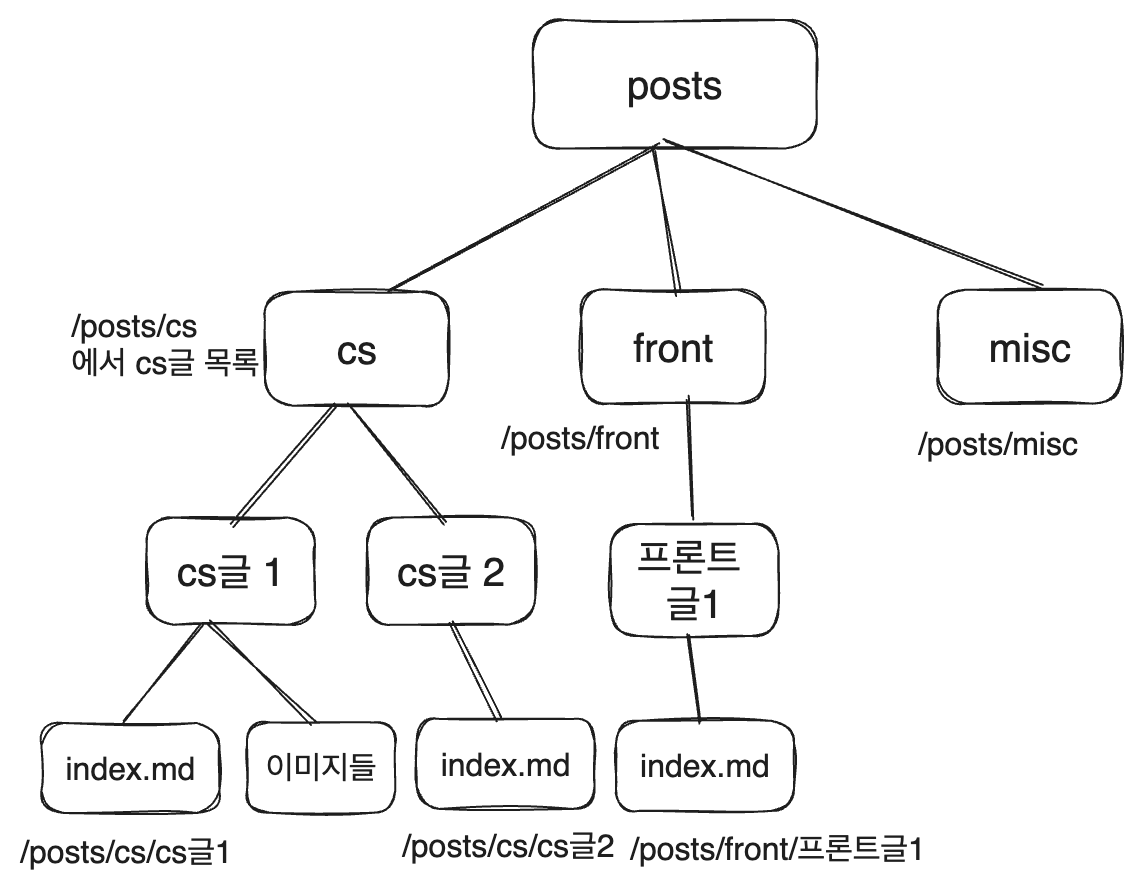 posts
/posts/cs
에서 cs글 목록
cs
front
misc
/posts/front
/posts/misc
cs글 1
cs글 2
프론트
글1
index.md
이미지들
index.md
index.md
/posts/cs/cs글1
/posts/cs/cs글2
/posts/front/프론트글1